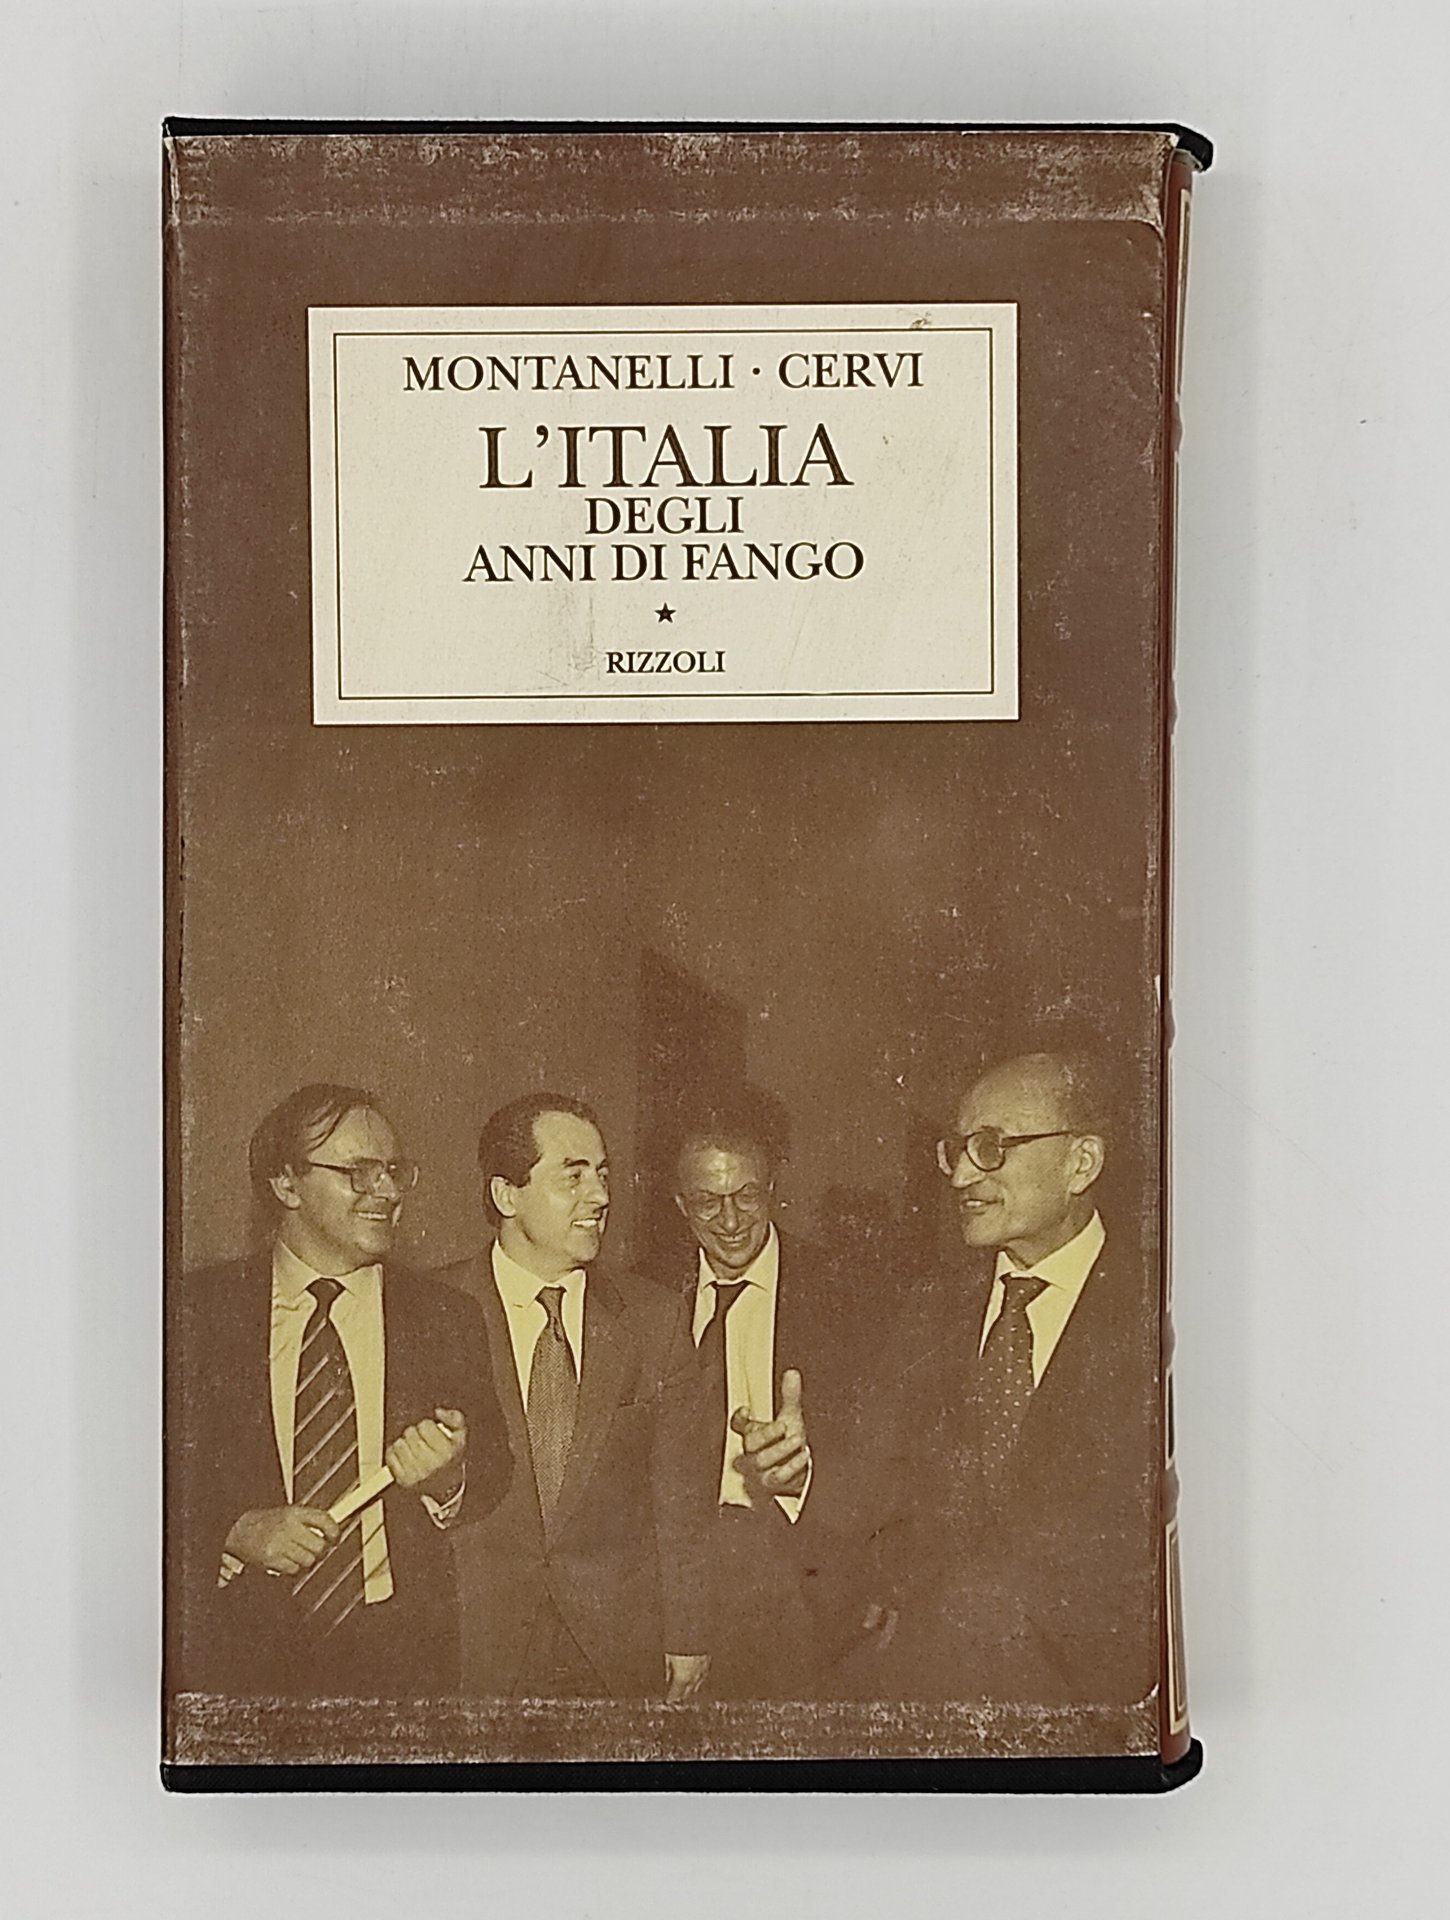 MONTANELLI · CERVI
L'ITALIA
DEGLI
ANNI DI FANGO
★
RIZZOLI